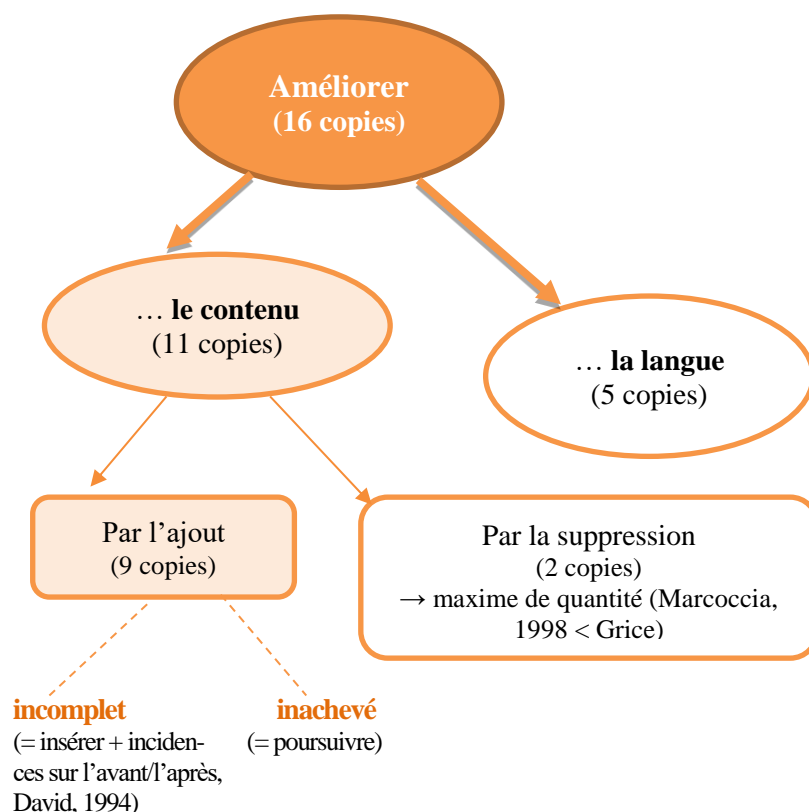 Améliorer
(16 copies)
… le contenu
(11 copies)
… la langue
(5 copies)
Par l’ajout
(9 copies)
Par la suppression
(2 copies)
→ maxime de quantité (Marcoccia,
1998 < Grice)
incomplet
(= insérer + inciden-
ces sur l’avant/l’après,
David, 1994)
inachevé
(= poursuivre)